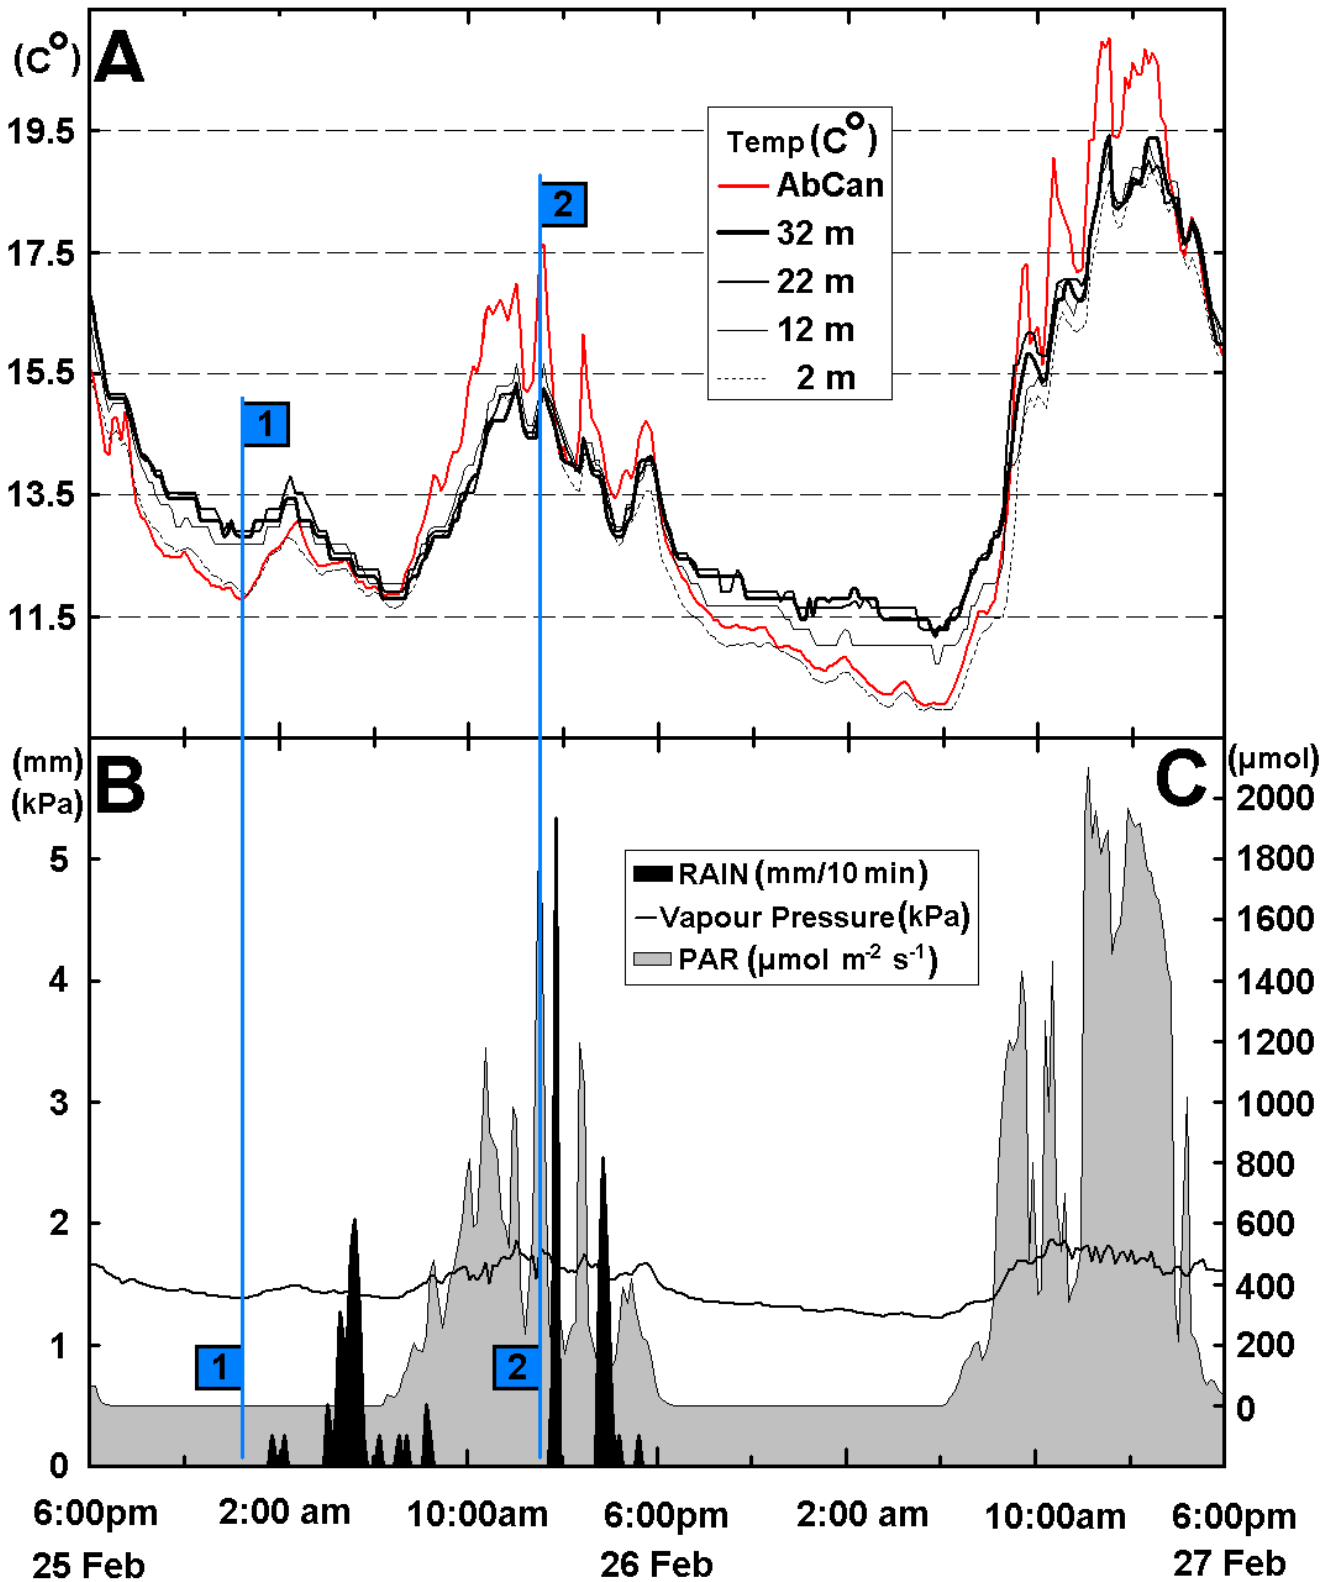 (C°)
A
19.5
17.5
15.5
13.5
11.5
Temp (C°)
AbCan
32 m
22 m
12 m
2 m
1
2
(mm)
(kPa)
B
C
(µmol)
5
4
3
2
1
0
RAIN (mm/10 min)
Vapour Pressure (kPa)
PAR (µmol m-2 s-1)
2000
1800
1600
1400
1200
1000
800
600
400
200
0
1
2
6:00pm 2:00 am 10:00am 6:00pm 2:00 am 10:00am 6:00pm
25 Feb 26 Feb 27 Feb